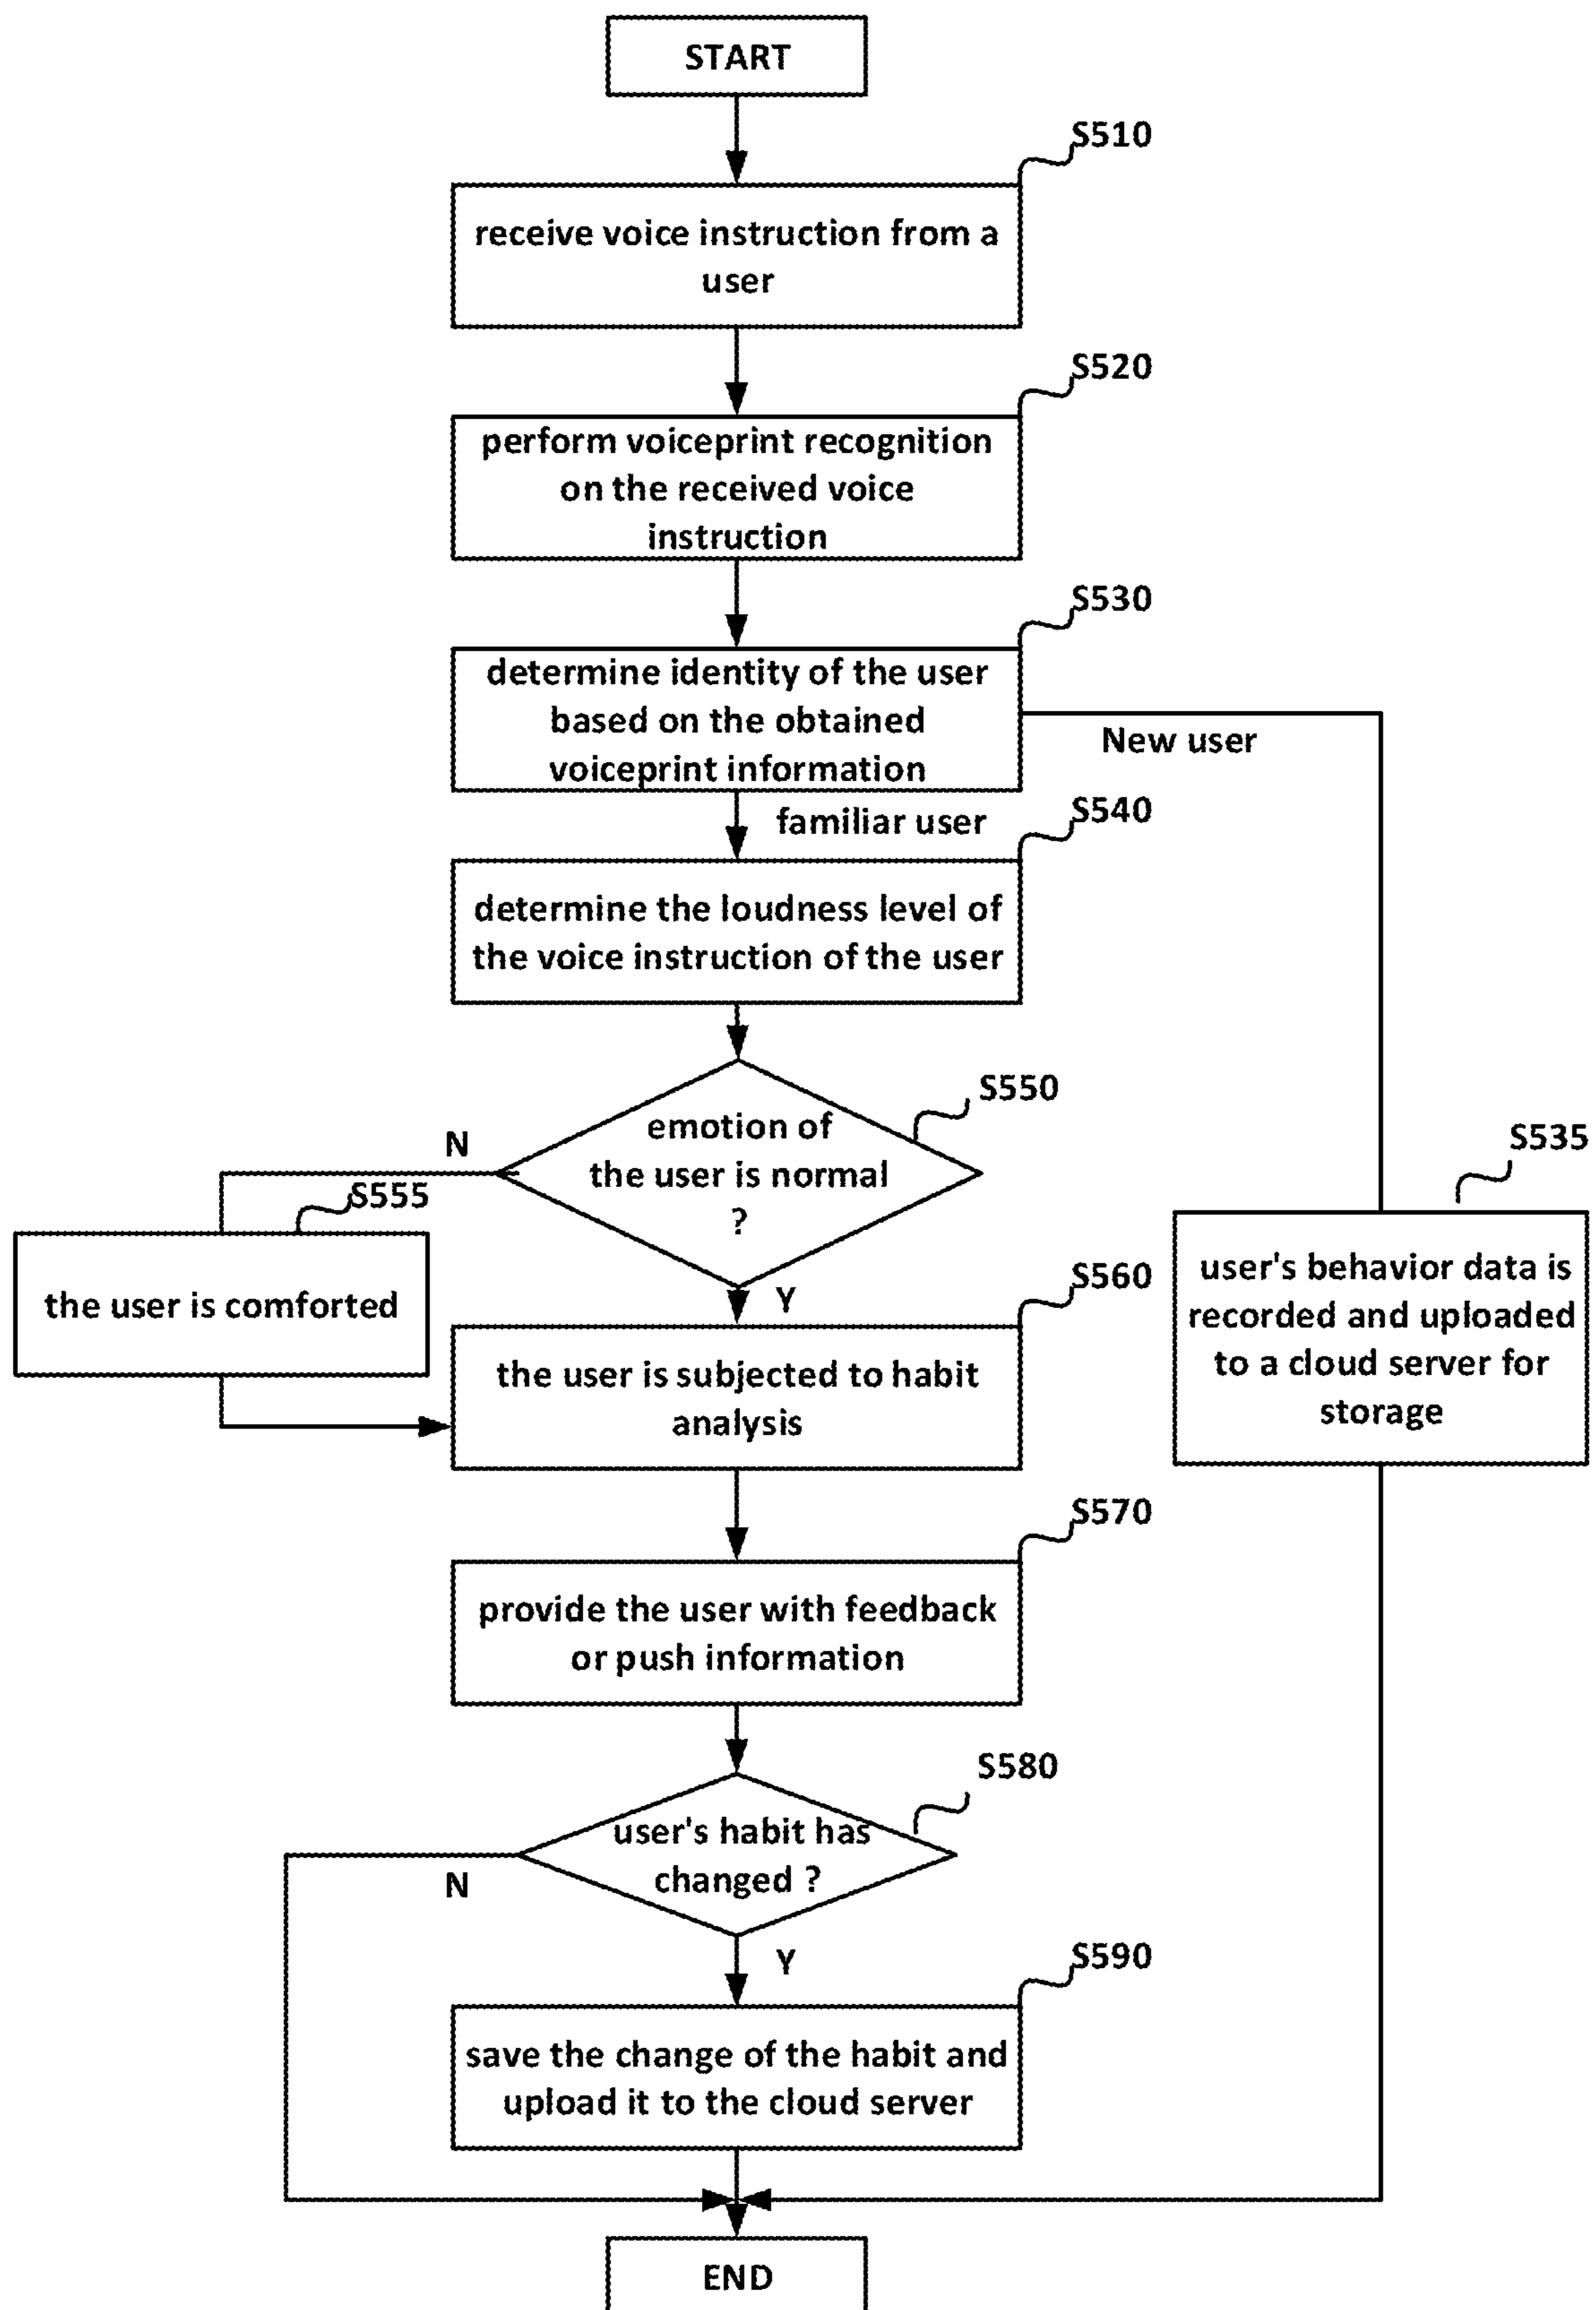 START
S510
receive voice instruction from a
user
S520
perform voiceprint recognition
on the received voice
instruction
S530
determine identity of the user
based on the obtained
voiceprint information
New user
familiar user
S540
determine the loudness level of
the voice instruction of the user
S550
emotion of
the user is normal
?
N
S555
the user is comforted
Y
S535
user's behavior data is
recorded and uploaded
to a cloud server for
storage
S560
the user is subjected to habit
analysis
S570
provide the user with feedback
or push information
S580
user's habit has
changed ?
N
Y
S590
save the change of the habit and
upload it to the cloud server
END